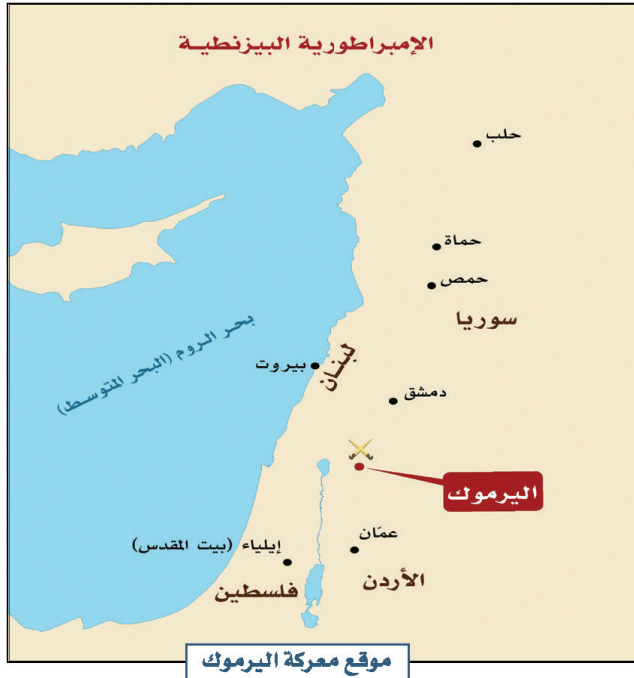 الإمبراطورية البيزنطية
حلب
حماة
حمص
سوريا
بحر الروم (البحر المتوسط)
بيروت
لبنان
دمشق
اليرموك
إيلياء (بيت المقدس)
عمّان
فلسطين
الأردن
موقع معركة اليرموك